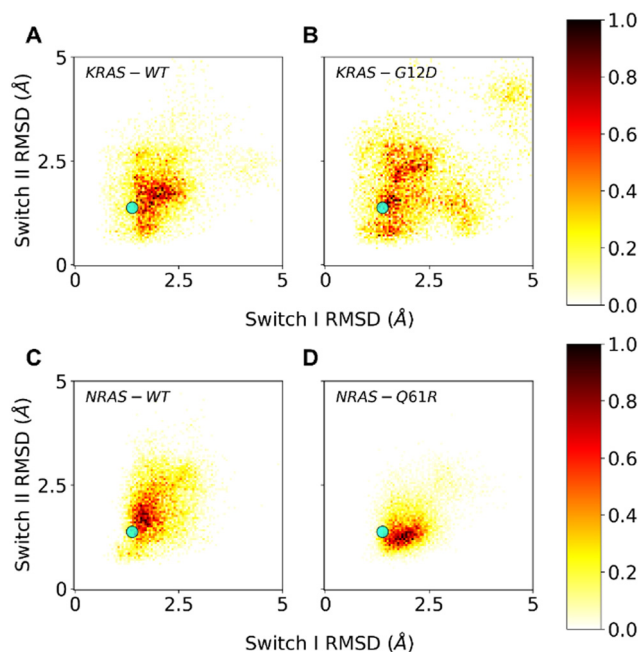 A
B
KRAS – WT
KRAS – G12D
5
2.5
0
0
2.5
5
0
2.5
5
Switch II RMSD (Å)
Switch I RMSD (Å)
1.0
0.8
0.6
0.4
0.2
0.0
C
D
NRAS – WT
NRAS – Q61R
5
2.5
0
0
2.5
5
0
2.5
5
Switch II RMSD (Å)
Switch I RMSD (Å)
1.0
0.8
0.6
0.4
0.2
0.0